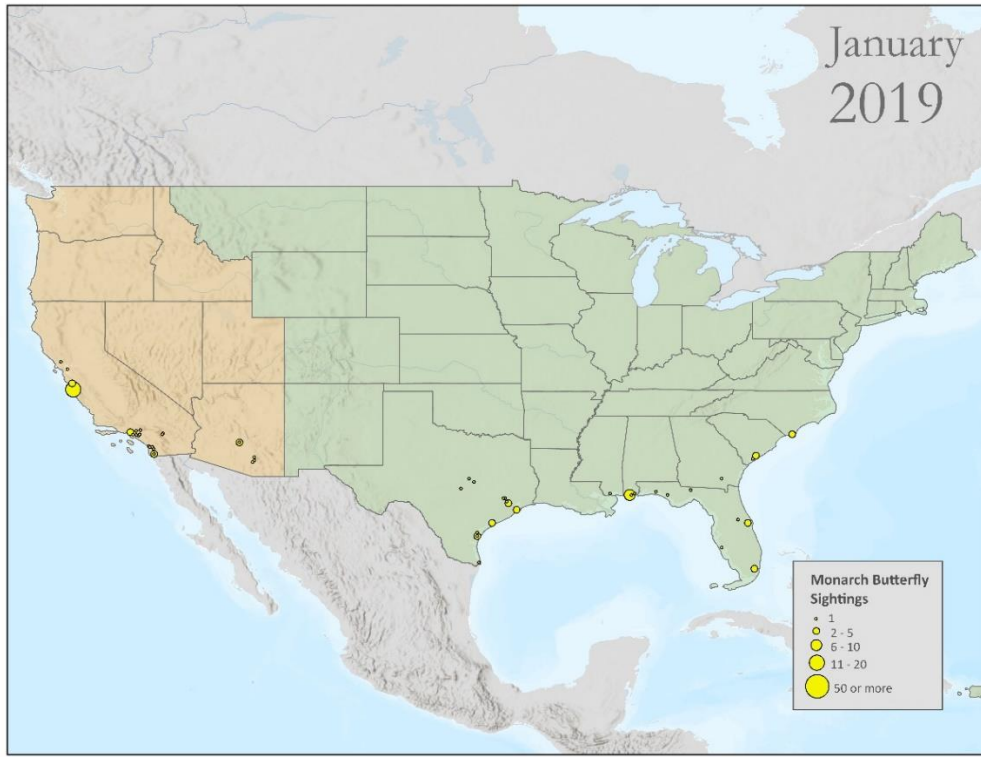 January
2019
Monarch Butterfly
Sightings
1
2 - 5
6 - 10
11 - 20
50 or more